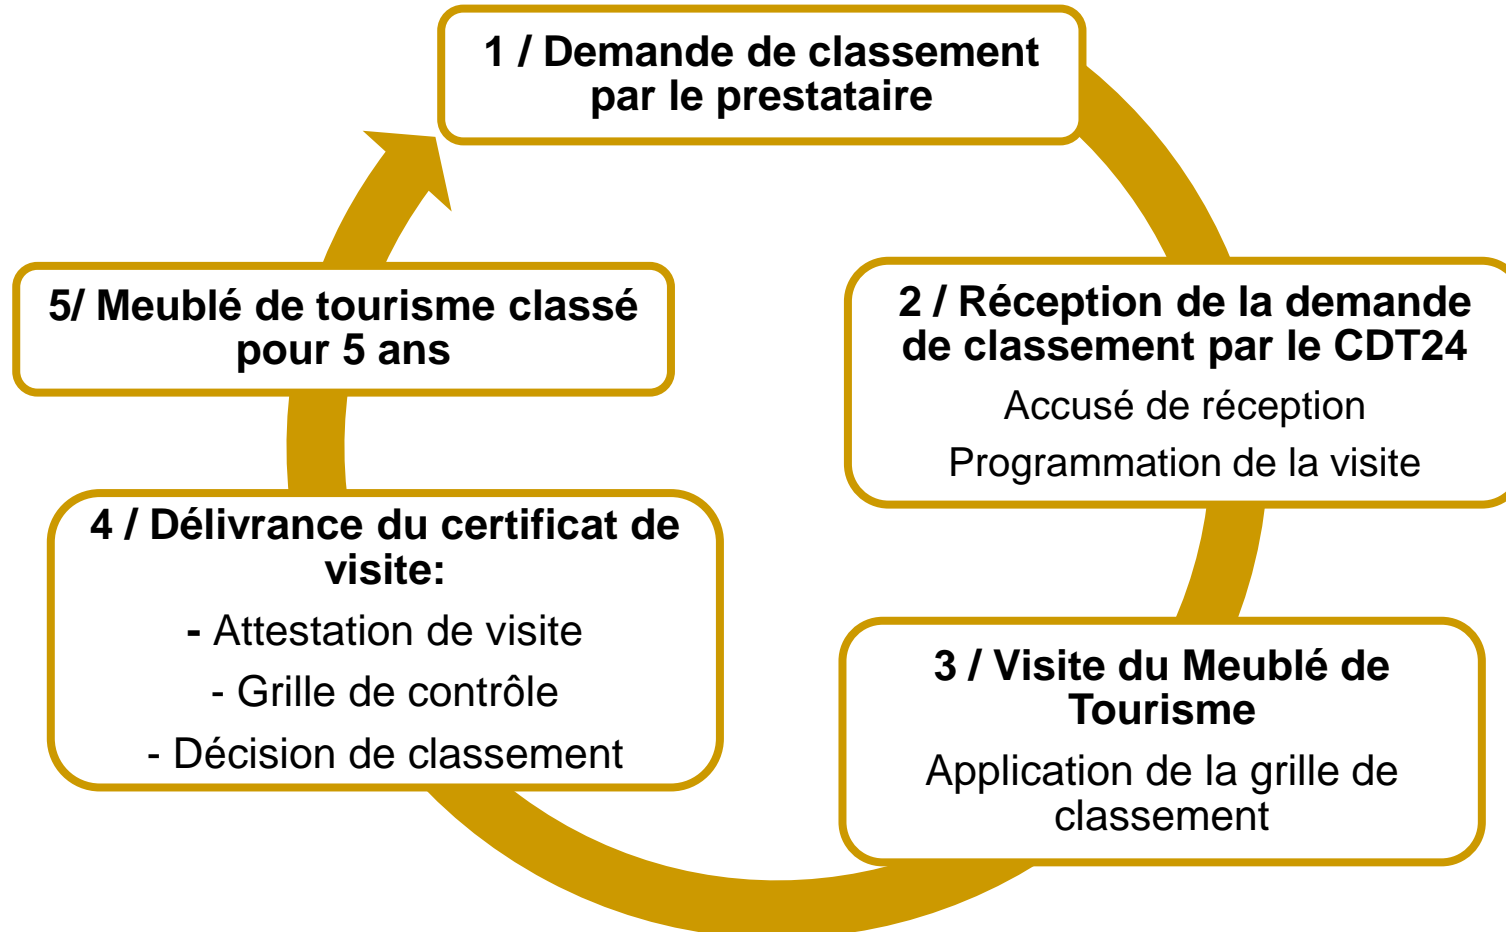 1 / Demande de classement
par le prestataire
2 / Réception de la demande
de classement par le CDT24
Accusé de réception
Programmation de la visite
3 / Visite du Meublé de
Tourisme
Application de la grille de
classement
4 / Délivrance du certificat de
visite:
- Attestation de visite
- Grille de contrôle
- Décision de classement
5/ Meublé de tourisme classé
pour 5 ans